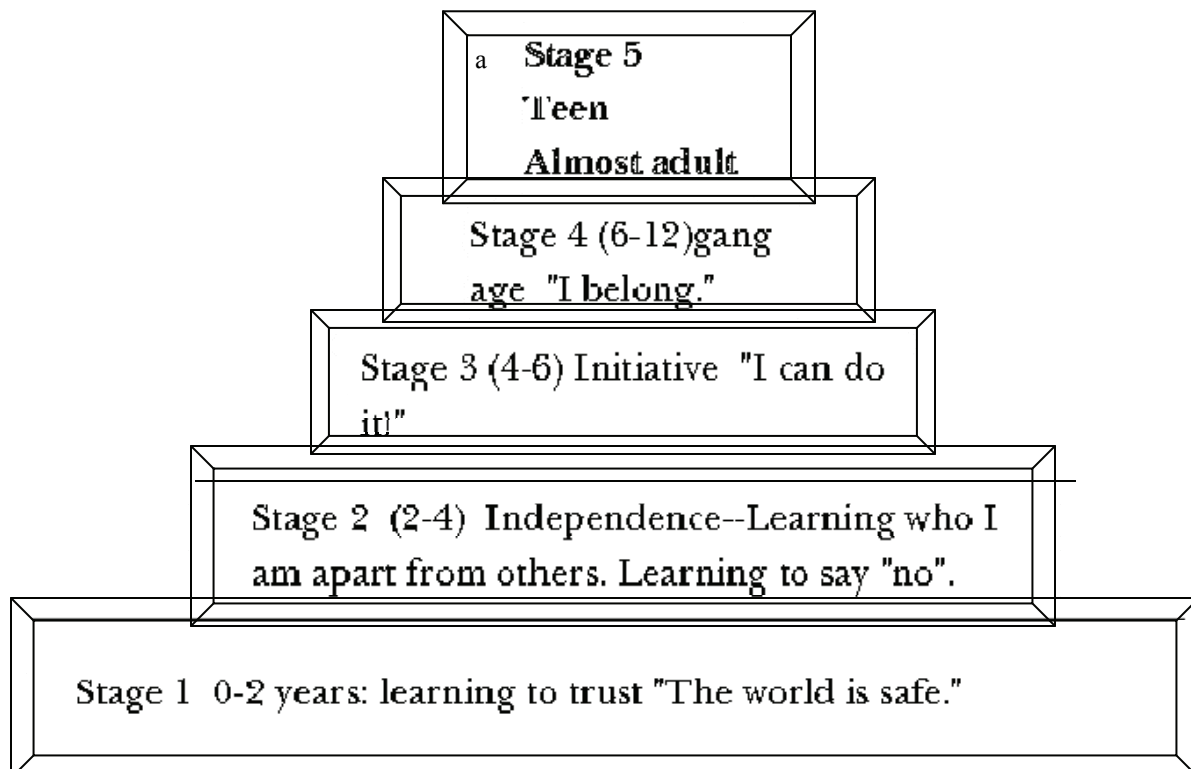 a Stage 5
Teen
Almost adult
Stage 4 (6-12)gang
age "I belong."
Stage 3 (4-6) Initiative "I can do
it!"
Stage 2 (2-4) Independence--Learning who I
am apart from others. Learning to say "no".
Stage 1 0-2 years: learning to trust "The world is safe."